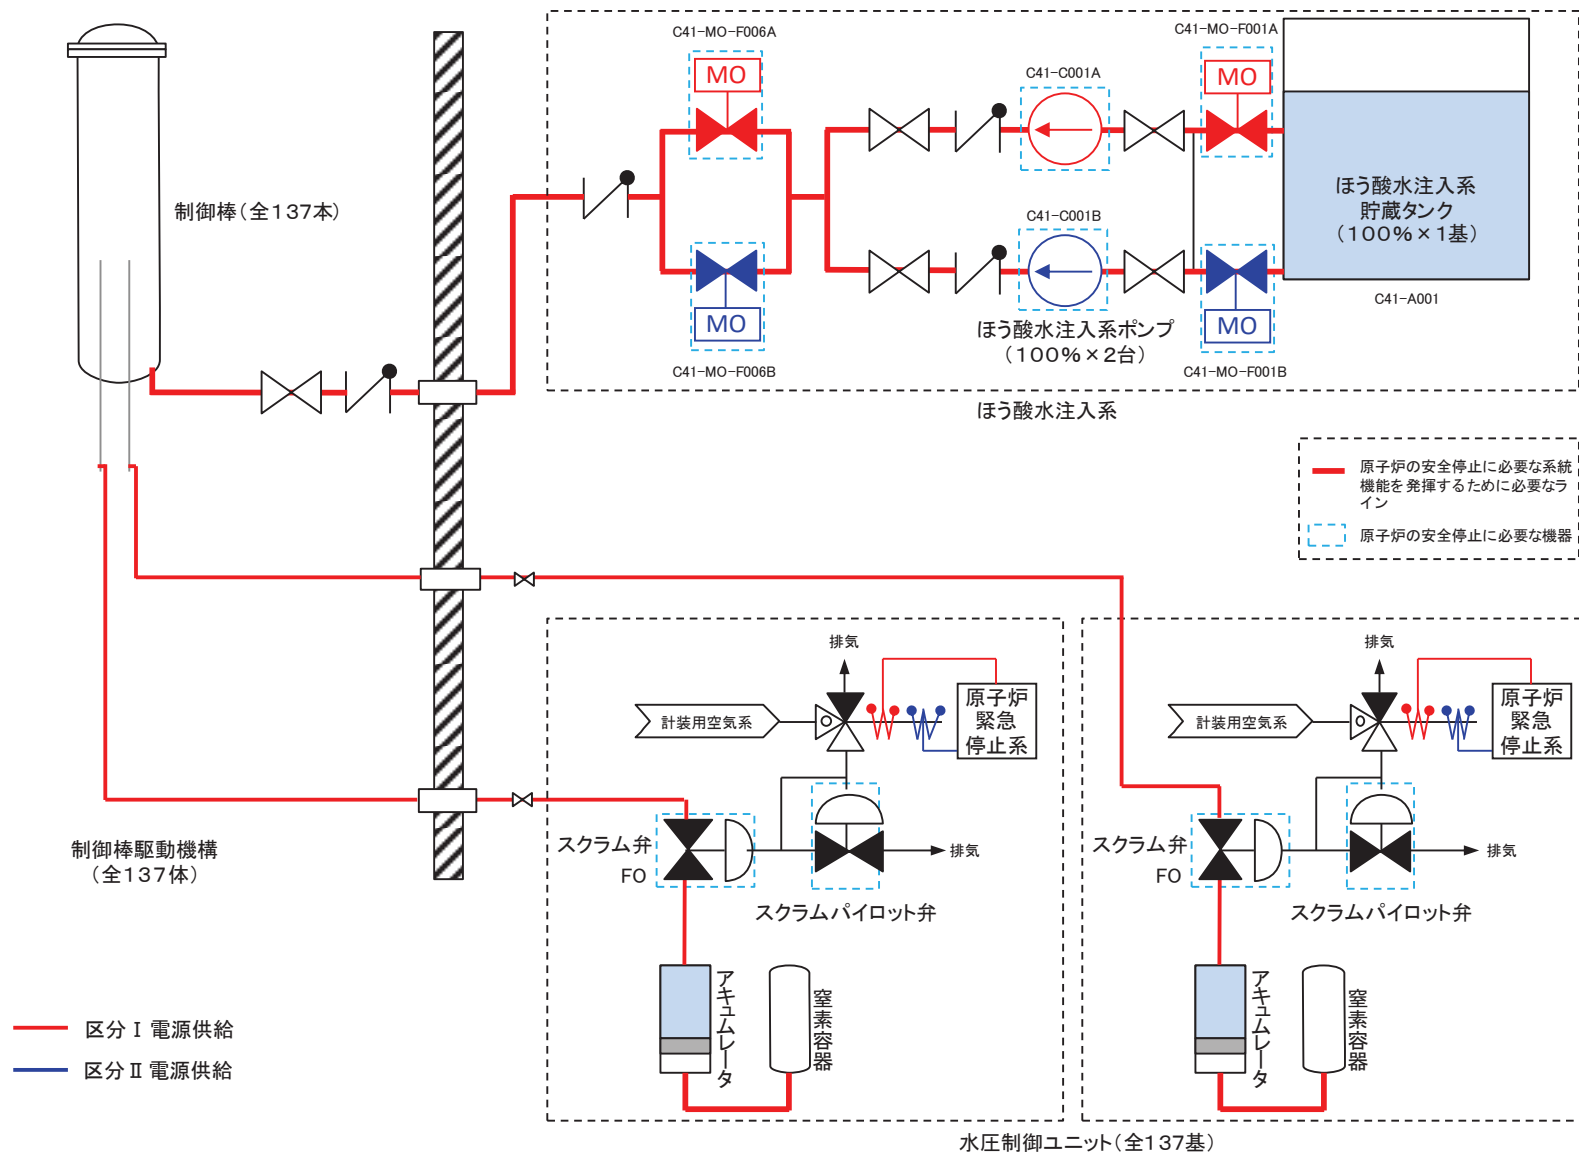 C41-MO-F006A
MO
C41-C001A
C41-MO-F001A
MO
制御棒(全137本)
ほう酸水注入系
貯蔵タンク
(100%×1基)
C41-C001B
MO
C41-MO-F006B
ほう酸水注入系ポンプ
(100%×2台)
MO
C41-MO-F001B
C41-A001
ほう酸水注入系
原子炉の安全停止に必要な系統
機能を発揮するために必要なラ
イン
原子炉の安全停止に必要な機器
排気
計装用空気系
原子炉
緊急
停止系
スクラム弁
FO
排気
スクラムパイロット弁
アキュムレータ
窒素容器
排気
計装用空気系
原子炉
緊急
停止系
スクラム弁
FO
排気
スクラムパイロット弁
アキュムレータ
窒素容器
制御棒駆動機構
(全137体)
区分Ⅰ電源供給
区分Ⅱ電源供給
水圧制御ユニット(全137基)